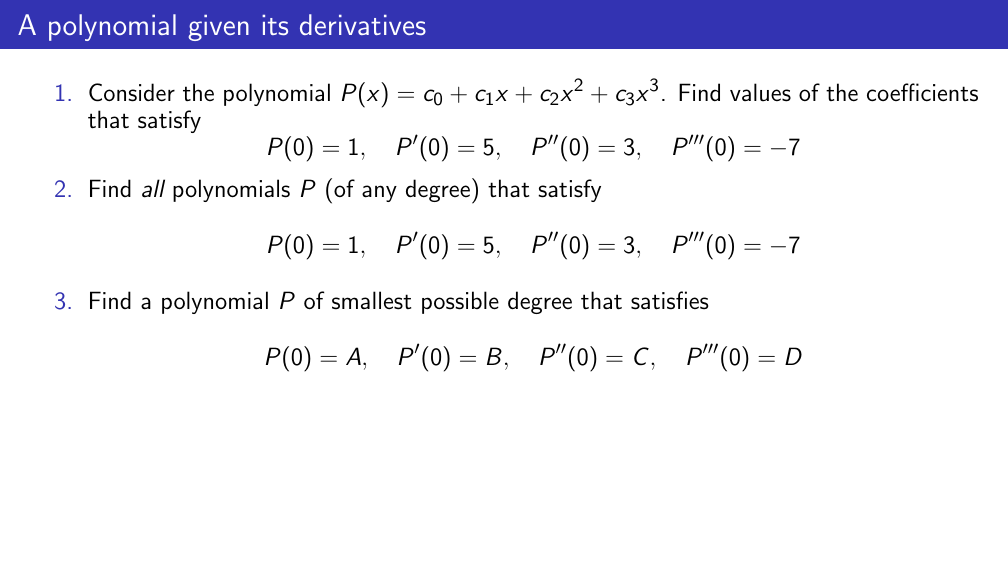 A polynomial given its derivatives
1. Consider the polynomial P(x) = c₀ + c₁x + c₂x² + c₃x³. Find values of the coefficients
that satisfy
P(0) = 1, P′(0) = 5, P″(0) = 3, P‴(0) = −7
2. Find all polynomials P (of any degree) that satisfy
P(0) = 1, P′(0) = 5, P″(0) = 3, P‴(0) = −7
3. Find a polynomial P of smallest possible degree that satisfies
P(0) = A, P′(0) = B, P″(0) = C, P‴(0) = D